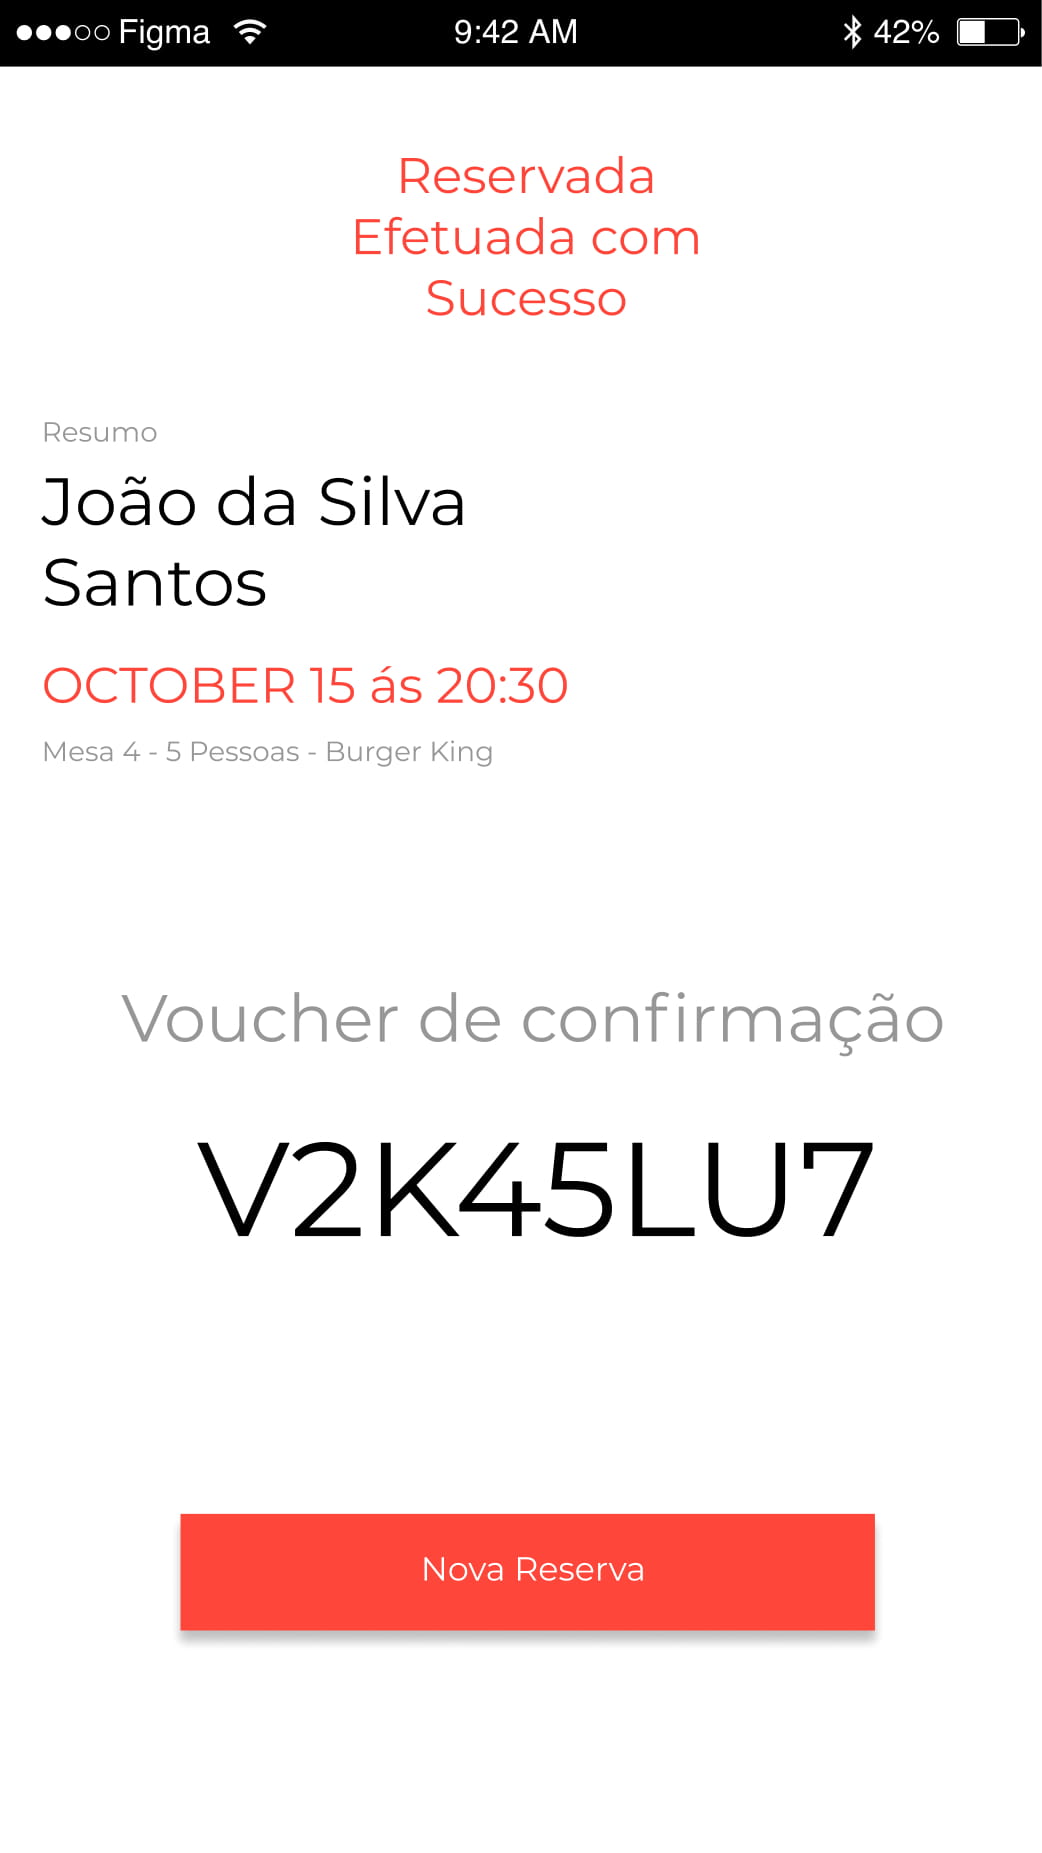 Figma
9:42 AM
42%
Reservada
Efetuada com
Sucesso
Resumo
João da Silva
Santos
OCTOBER 15 ás 20:30
Mesa 4 - 5 Pessoas - Burger King
Voucher de confirmação
V2K45LU7
Nova Reserva